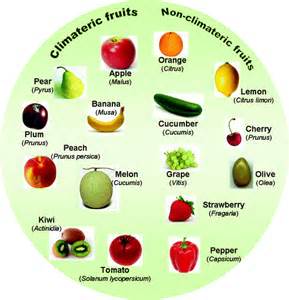 Climateric fruits
Non-climateric fruits
Apple
(Malus)
Orange
(Citrus)
Pear
(Pyrus)
Lemon
(Citrus limon)
Banana
(Musa)
Cucumber
(Cucumis)
Plum
(Prunus)
Cherry
(Prunus)
Peach
(Prunus persica)
Melon
(Cucumis)
Grape
(Vitis)
Olive
(Olea)
Strawberry
(Fragaria)
Kiwi
(Actinidia)
Tomato
(Solanum lycopersicum)
Pepper
(Capsicum)